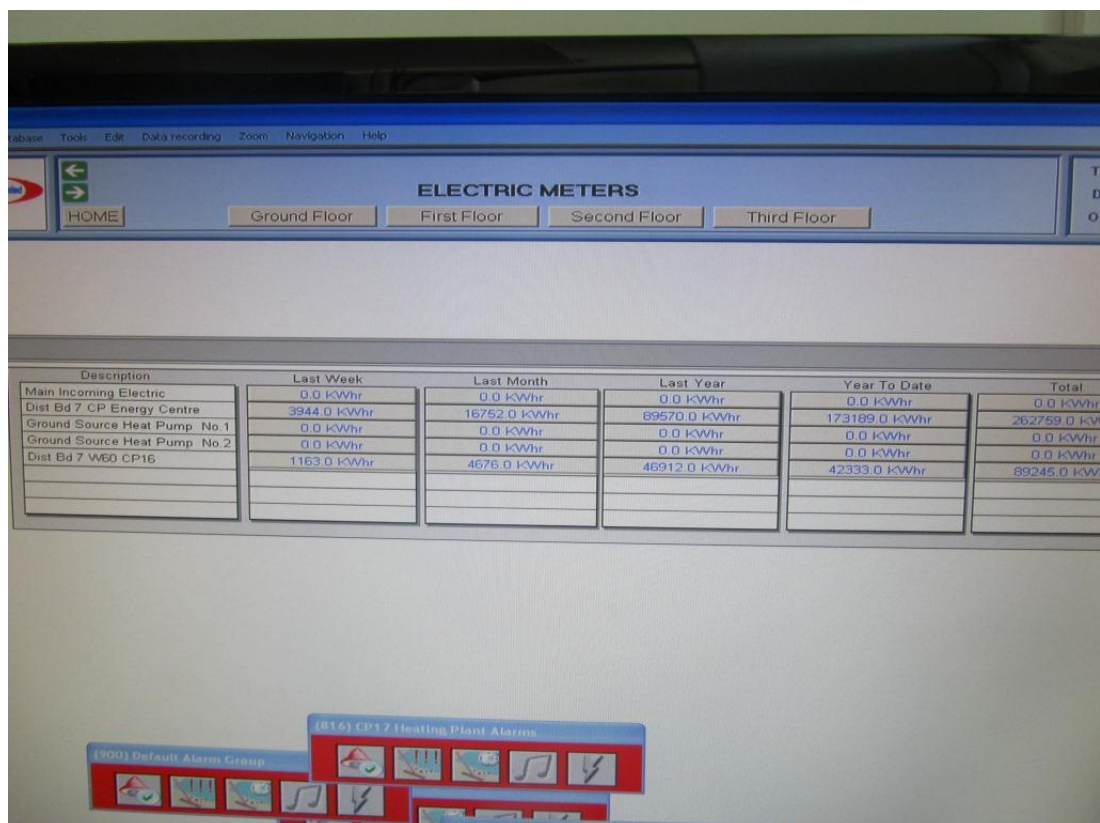 Tools Edit Data recording Zoom Navigation Help
ELECTRIC METERS
HOME Ground Floor First Floor Second Floor Third Floor
Description Last Week Last Month Last Year Year To Date Total
Main Incoming Electric 0.0 KWhr 0.0 KWhr 0.0 KWhr 0.0 KWhr 0.0 KWhr
Dist Bd 7 CP Energy Centre 3944.0 KWhr 16752.0 KWhr 89570.0 KWhr 173189.0 KWhr 262759.0 KW
Ground Source Heat Pump No.1 0.0 KWhr 0.0 KWhr 0.0 KWhr 0.0 KWhr 0.0 KWhr
Ground Source Heat Pump No.2 0.0 KWhr 0.0 KWhr 0.0 KWhr 0.0 KWhr 0.0 KWhr
Dist Bd 7 W60 CP16 1163.0 KWhr 4676.0 KWhr 46912.0 KWhr 42333.0 KWhr 89245.0 KW
(816) CP17 Heating Plant Alarms
(900) Default Alarm Group